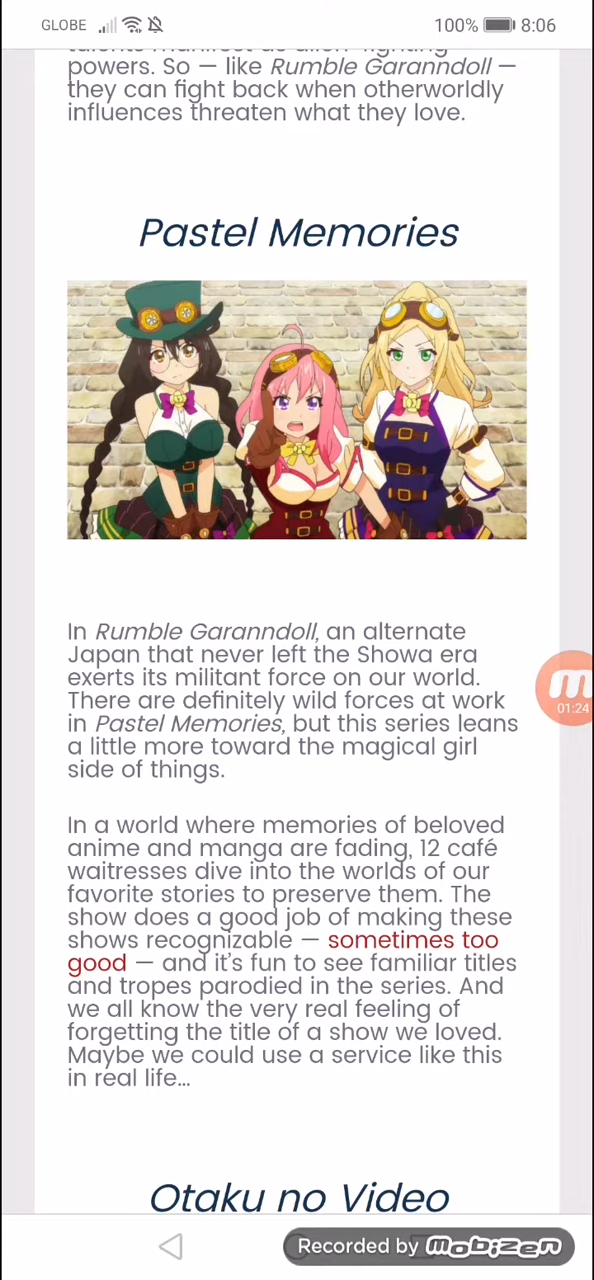 GLOBE 100% 8:06
talents manifest as alien-fighting
powers. So — like Rumble Garanndoll —
they can fight back when otherworldly
influences threaten what they love.
Pastel Memories
In Rumble Garanndoll, an alternate
Japan that never left the Showa era
exerts its militant force on our world.
There are definitely wild forces at work
in Pastel Memories, but this series leans
a little more toward the magical girl
side of things.
01:24
In a world where memories of beloved
anime and manga are fading, 12 café
waitresses dive into the worlds of our
favorite stories to preserve them. The
show does a good job of making these
shows recognizable — sometimes too
good — and it’s fun to see familiar titles
and tropes parodied in the series. And
we all know the very real feeling of
forgetting the title of a show we loved.
Maybe we could use a service like this
in real life…
Otaku no Video
Recorded by mobizen